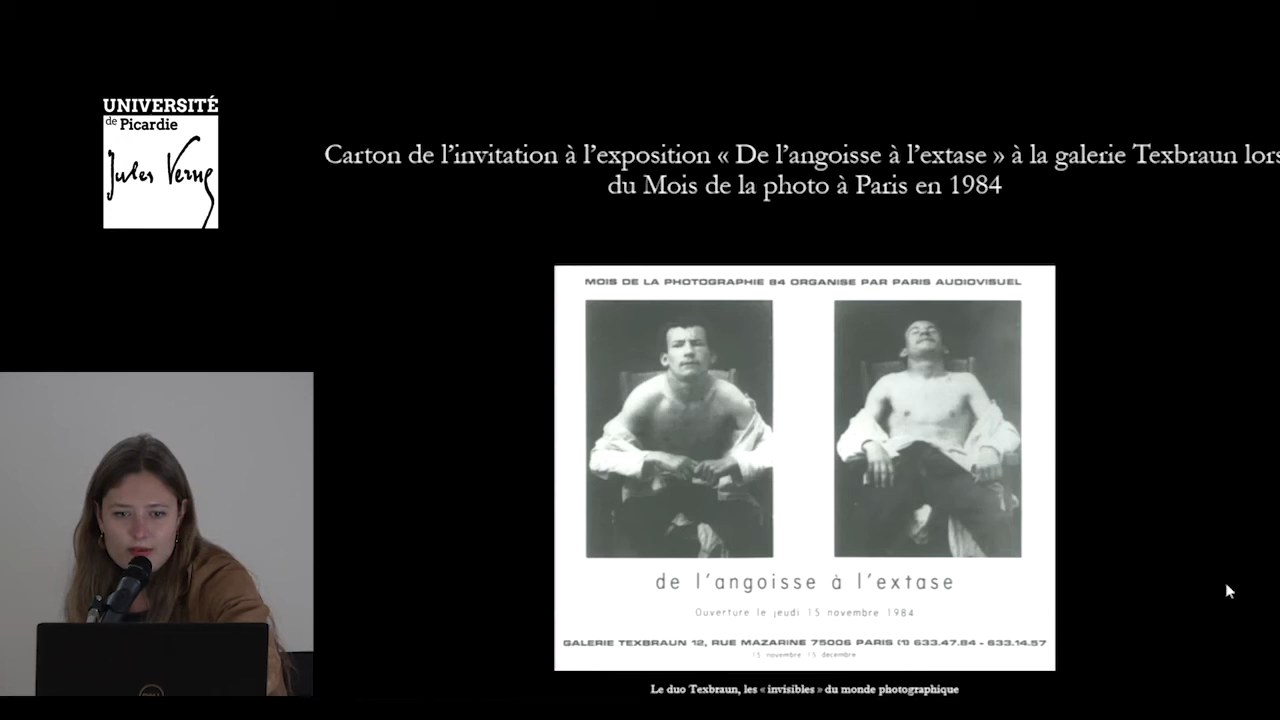 UNIVERSITÉ
de Picardie
Jules Verne
Carton de l'invitation à l'exposition « De l'angoisse à l'extase » à la galerie Texbraun lors
du Mois de la photo à Paris en 1984
MOIS DE LA PHOTOGRAPHIE 84 ORGANISE PAR PARIS AUDIOVISUEL
de l'angoisse à l'extase
Ouverture le jeudi 15 novembre 1984
GALERIE TEXBRAUN 12, RUE MAZARINE 75006 PARIS (1) 633.47.84 - 633.14.57
15 novembre 15 décembre
Le duo Texbraun, les « invisibles » du monde photographique
DELL